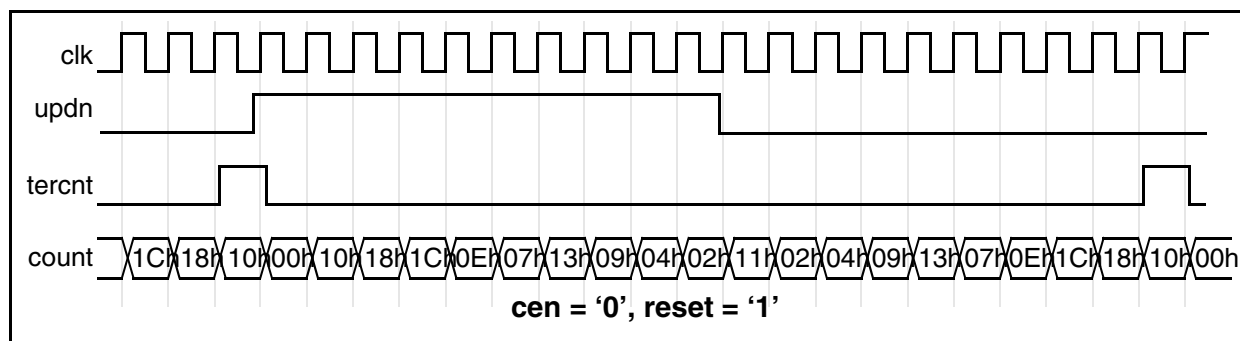 clk
updn
tercnt
count 1Ch 18h 10h 00h 10h 18h 1Ch 0Eh 07h 13h 09h 04h 02h 11h 02h 04h 09h 13h 07h 0Eh 1Ch 18h 10h 00h
cen = ‘0’, reset = ‘1’